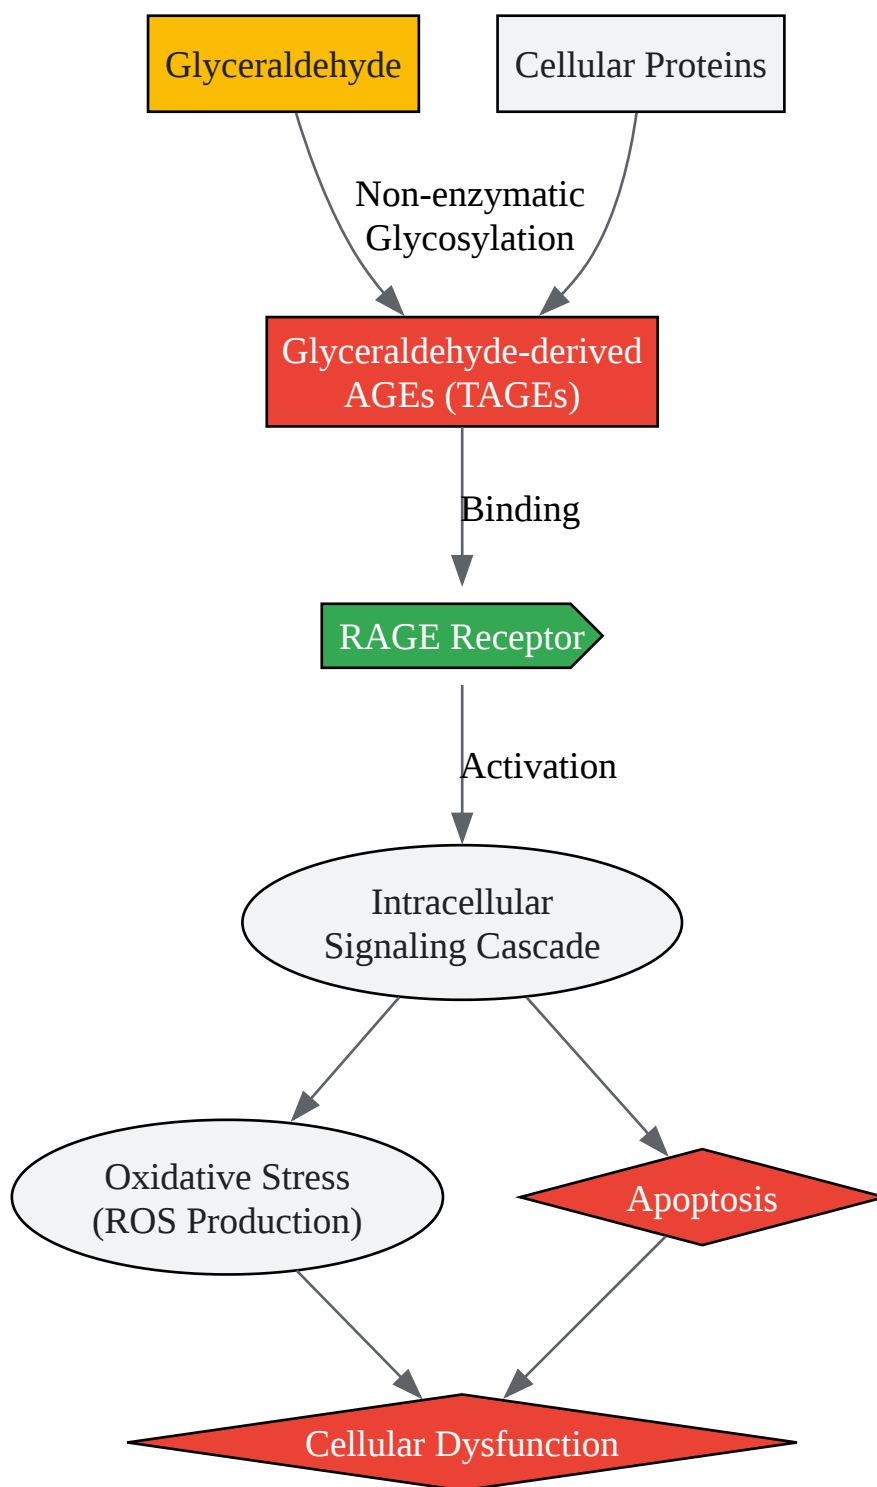 Glyceraldehyde
Cellular Proteins
Non-enzymatic
Glycosylation
Glyceraldehyde-derived
AGEs (TAGEs)
Binding
RAGE Receptor
Activation
Intracellular
Signaling Cascade
Oxidative Stress
(ROS Production)
Apoptosis
Cellular Dysfunction